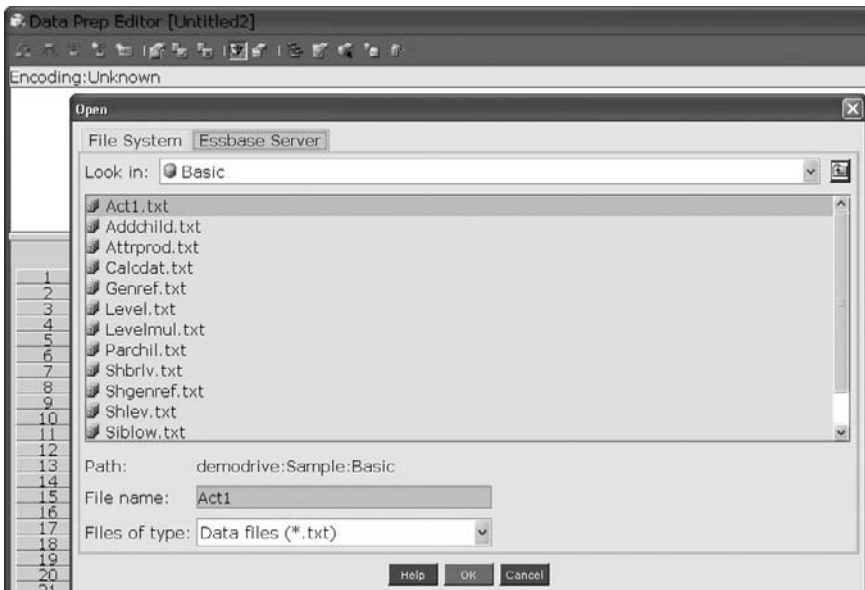 Data Prep Editor [Untitled2]
Encoding:Unknown
Open
File System Essbase Server
Look in: Basic
Act1.txt
Addchild.txt
Attrprod.txt
Calcdat.txt
Genref.txt
Level.txt
Levelmul.txt
Parchil.txt
Shbrlv.txt
Shgenref.txt
Shlev.txt
Siblow.txt
1
2
3
4
5
6
7
8
9
10
11
12
13
14
15
16
17
18
19
20
21
Path: demodrive:Sample:Basic
File name: Act1
Files of type: Data files (*.txt)
Help OK Cancel